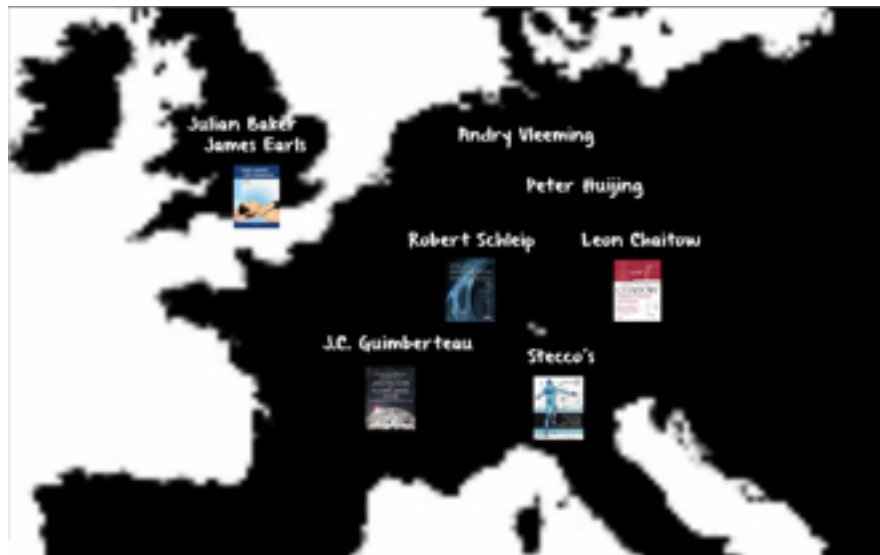 Julian Baker
James Earls
Andry Vleeming
Peter Huijing
Robert Schleip
Leon Chaitow
J.C. Guimberteau
Stecco's